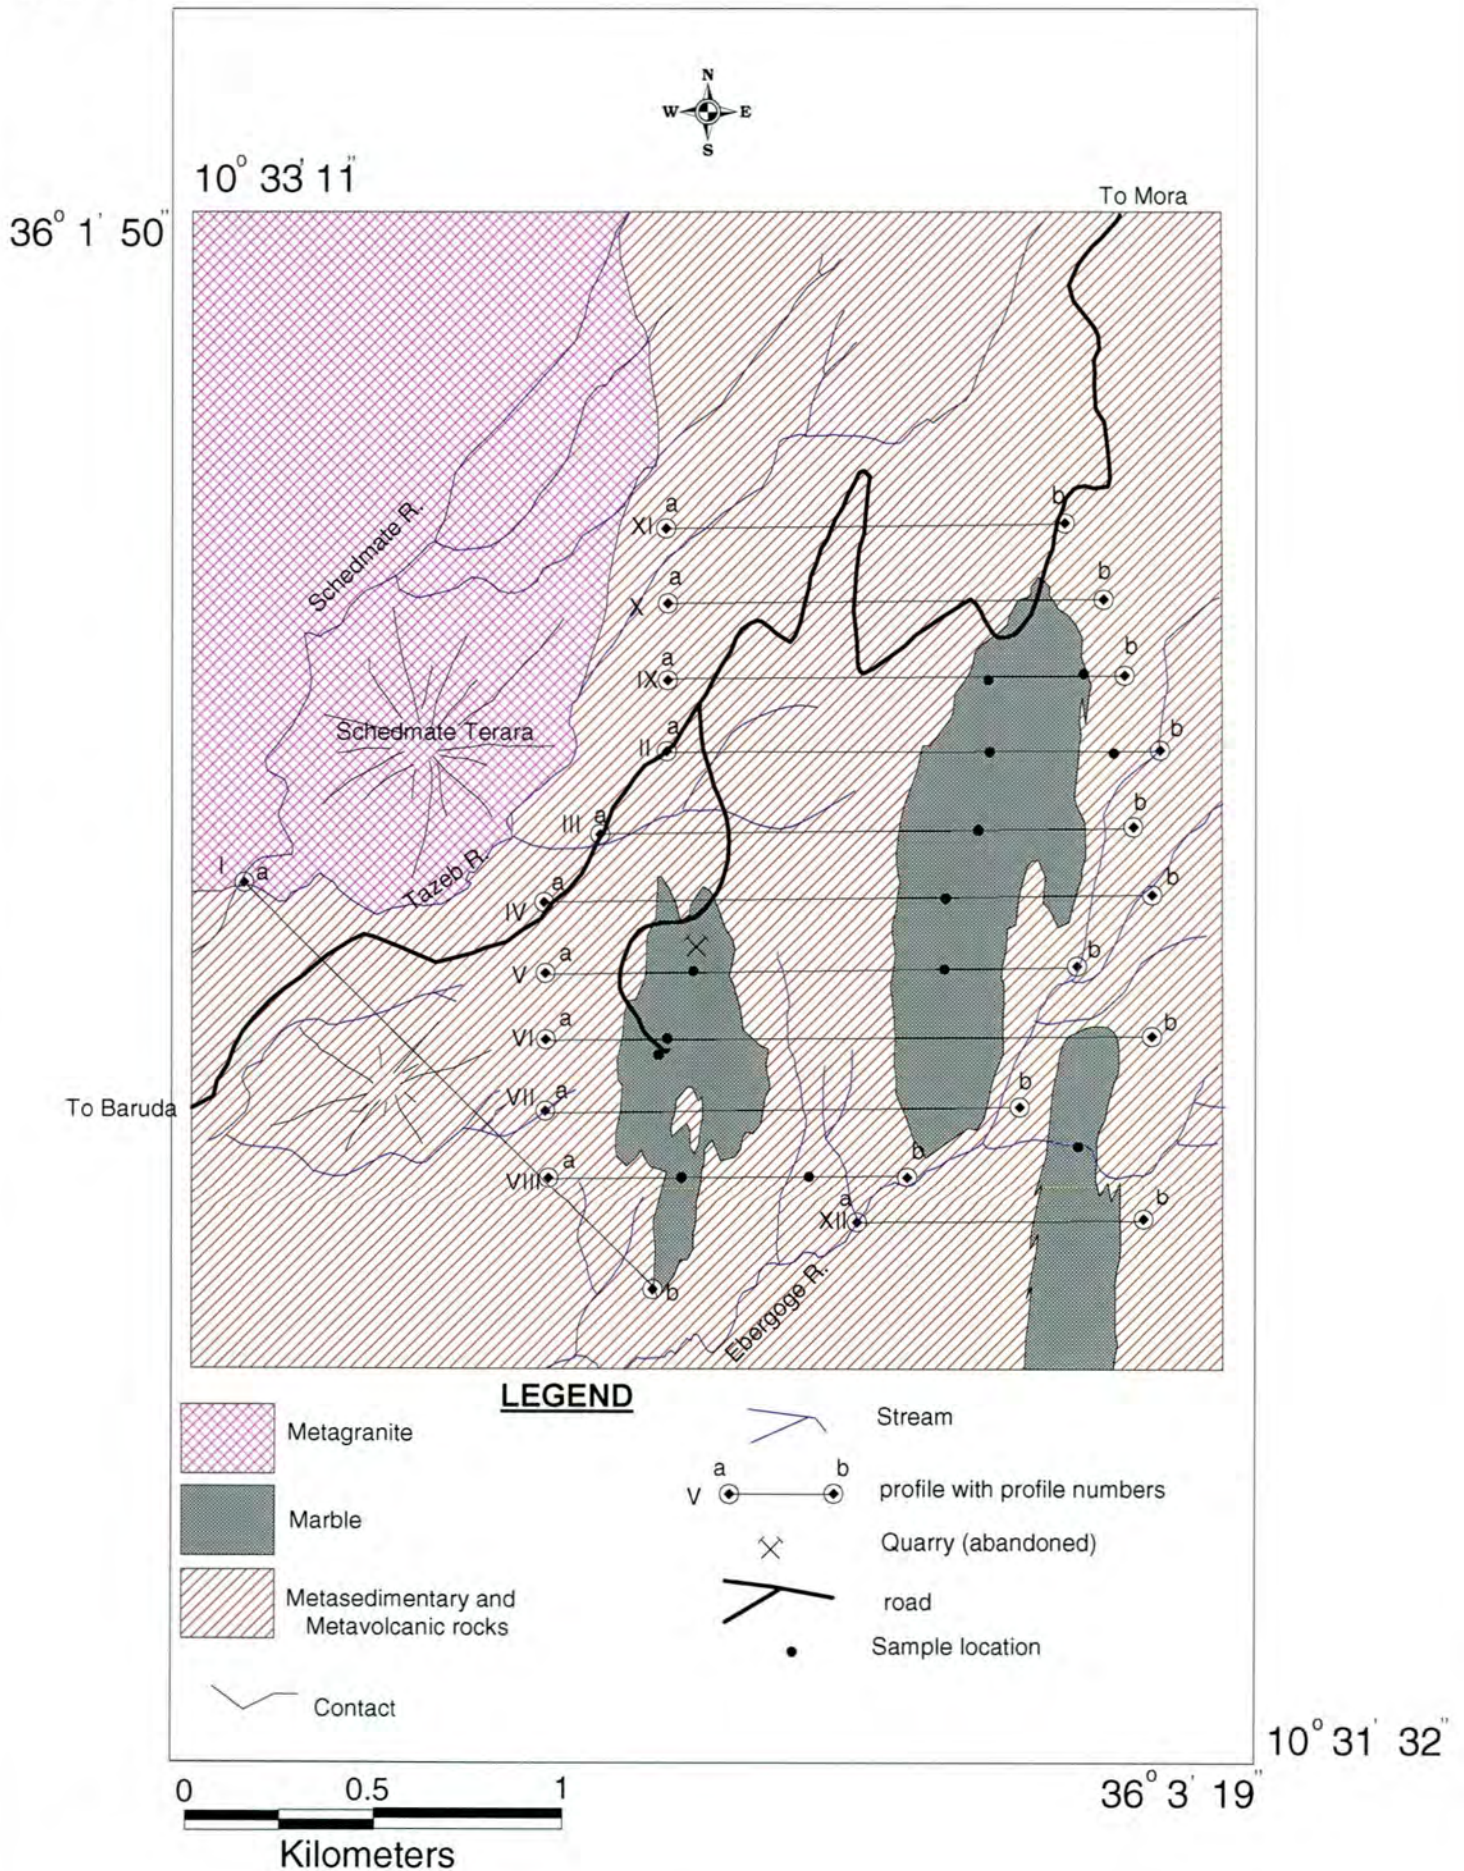 N
W E
S
10° 33' 11"
To Mora
36° 1' 50"
a
b
XI
a
b
X
Schedmate R.
a
b
IX
Schedmate Terara
a
b
II
a
b
III
I
a
Tazeb R.
a
b
IV
a
b
V
a
b
VI
To Baruda
a
b
VII
a
b
VIII
a
b
XII
b
Ebergoge R.
LEGEND
Metagranite
Marble
Metasedimentary and
Metavolcanic rocks
Contact
Stream
a b
V
profile with profile numbers
Quarry (abandoned)
road
Sample location
10° 31' 32"
36° 3' 19"
0 0.5 1
Kilometers